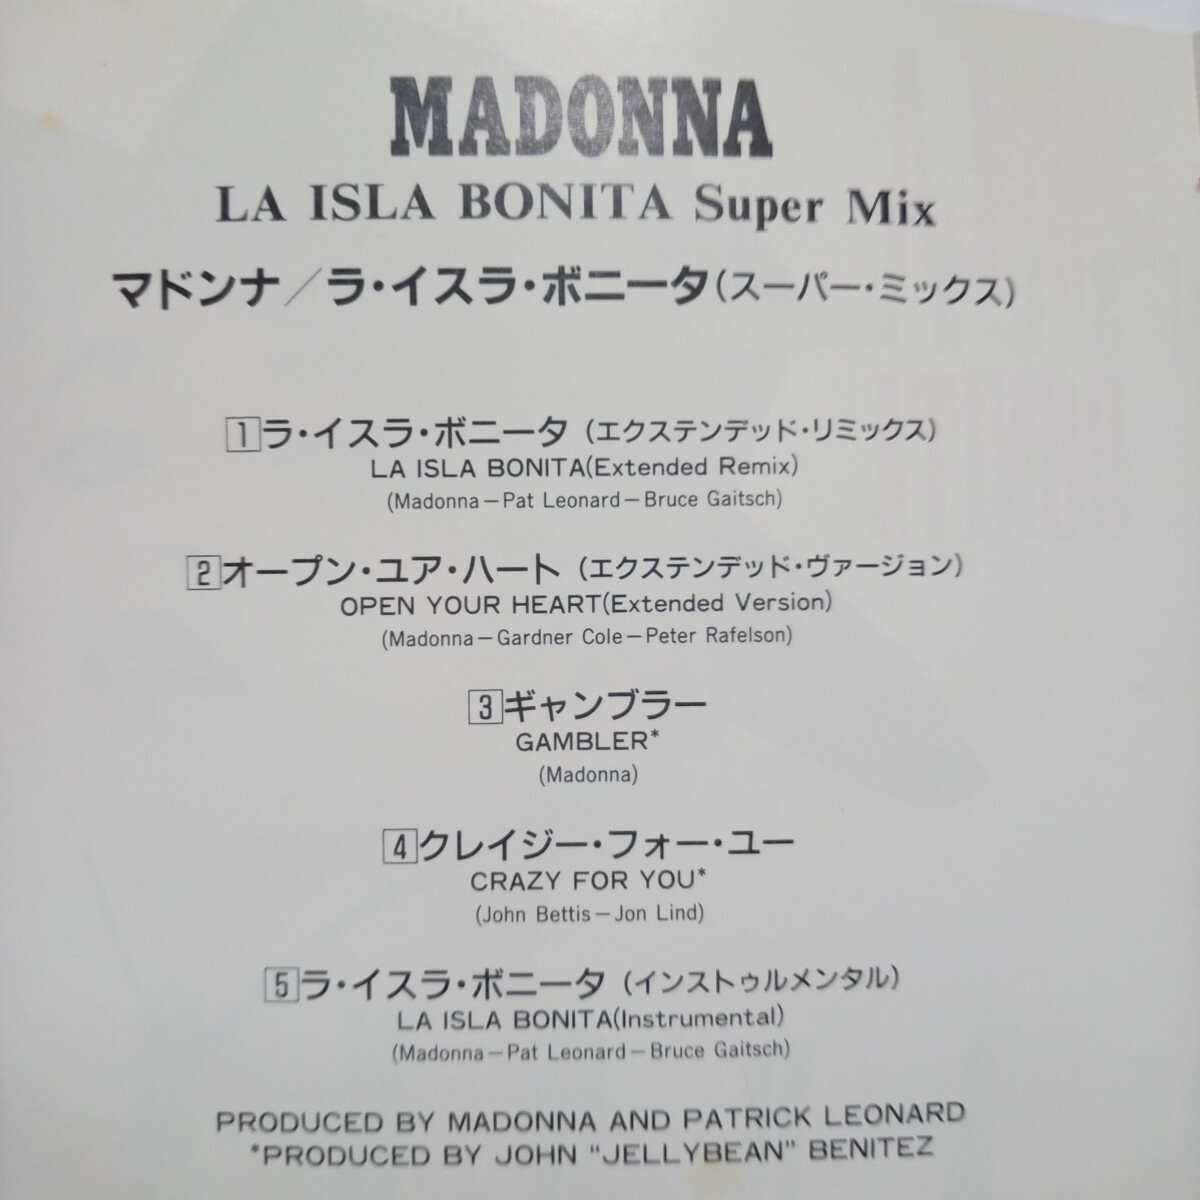 MADONNA
LA ISLA BONITA Super Mix
マドンナ／ラ・イスラ・ボニータ(スーパー・ミックス)
1 ラ・イスラ・ボニータ (エクステンデッド・リミックス)
LA ISLA BONITA(Extended Remix)
(Madonna—Pat Leonard—Bruce Gaitsch)
2 オープン・ユア・ハート (エクステンデッド・ヴァージョン)
OPEN YOUR HEART(Extended Version)
(Madonna—Gardner Cole—Peter Rafelson)
3 ギャンブラー
GAMBLER*
(Madonna)
4 クレイジー・フォー・ユー
CRAZY FOR YOU*
(John Bettis—Jon Lind)
5 ラ・イスラ・ボニータ (インストゥルメンタル)
LA ISLA BONITA(Instrumental)
(Madonna—Pat Leonard—Bruce Gaitsch)
PRODUCED BY MADONNA AND PATRICK LEONARD
*PRODUCED BY JOHN "JELLYBEAN" BENITEZ